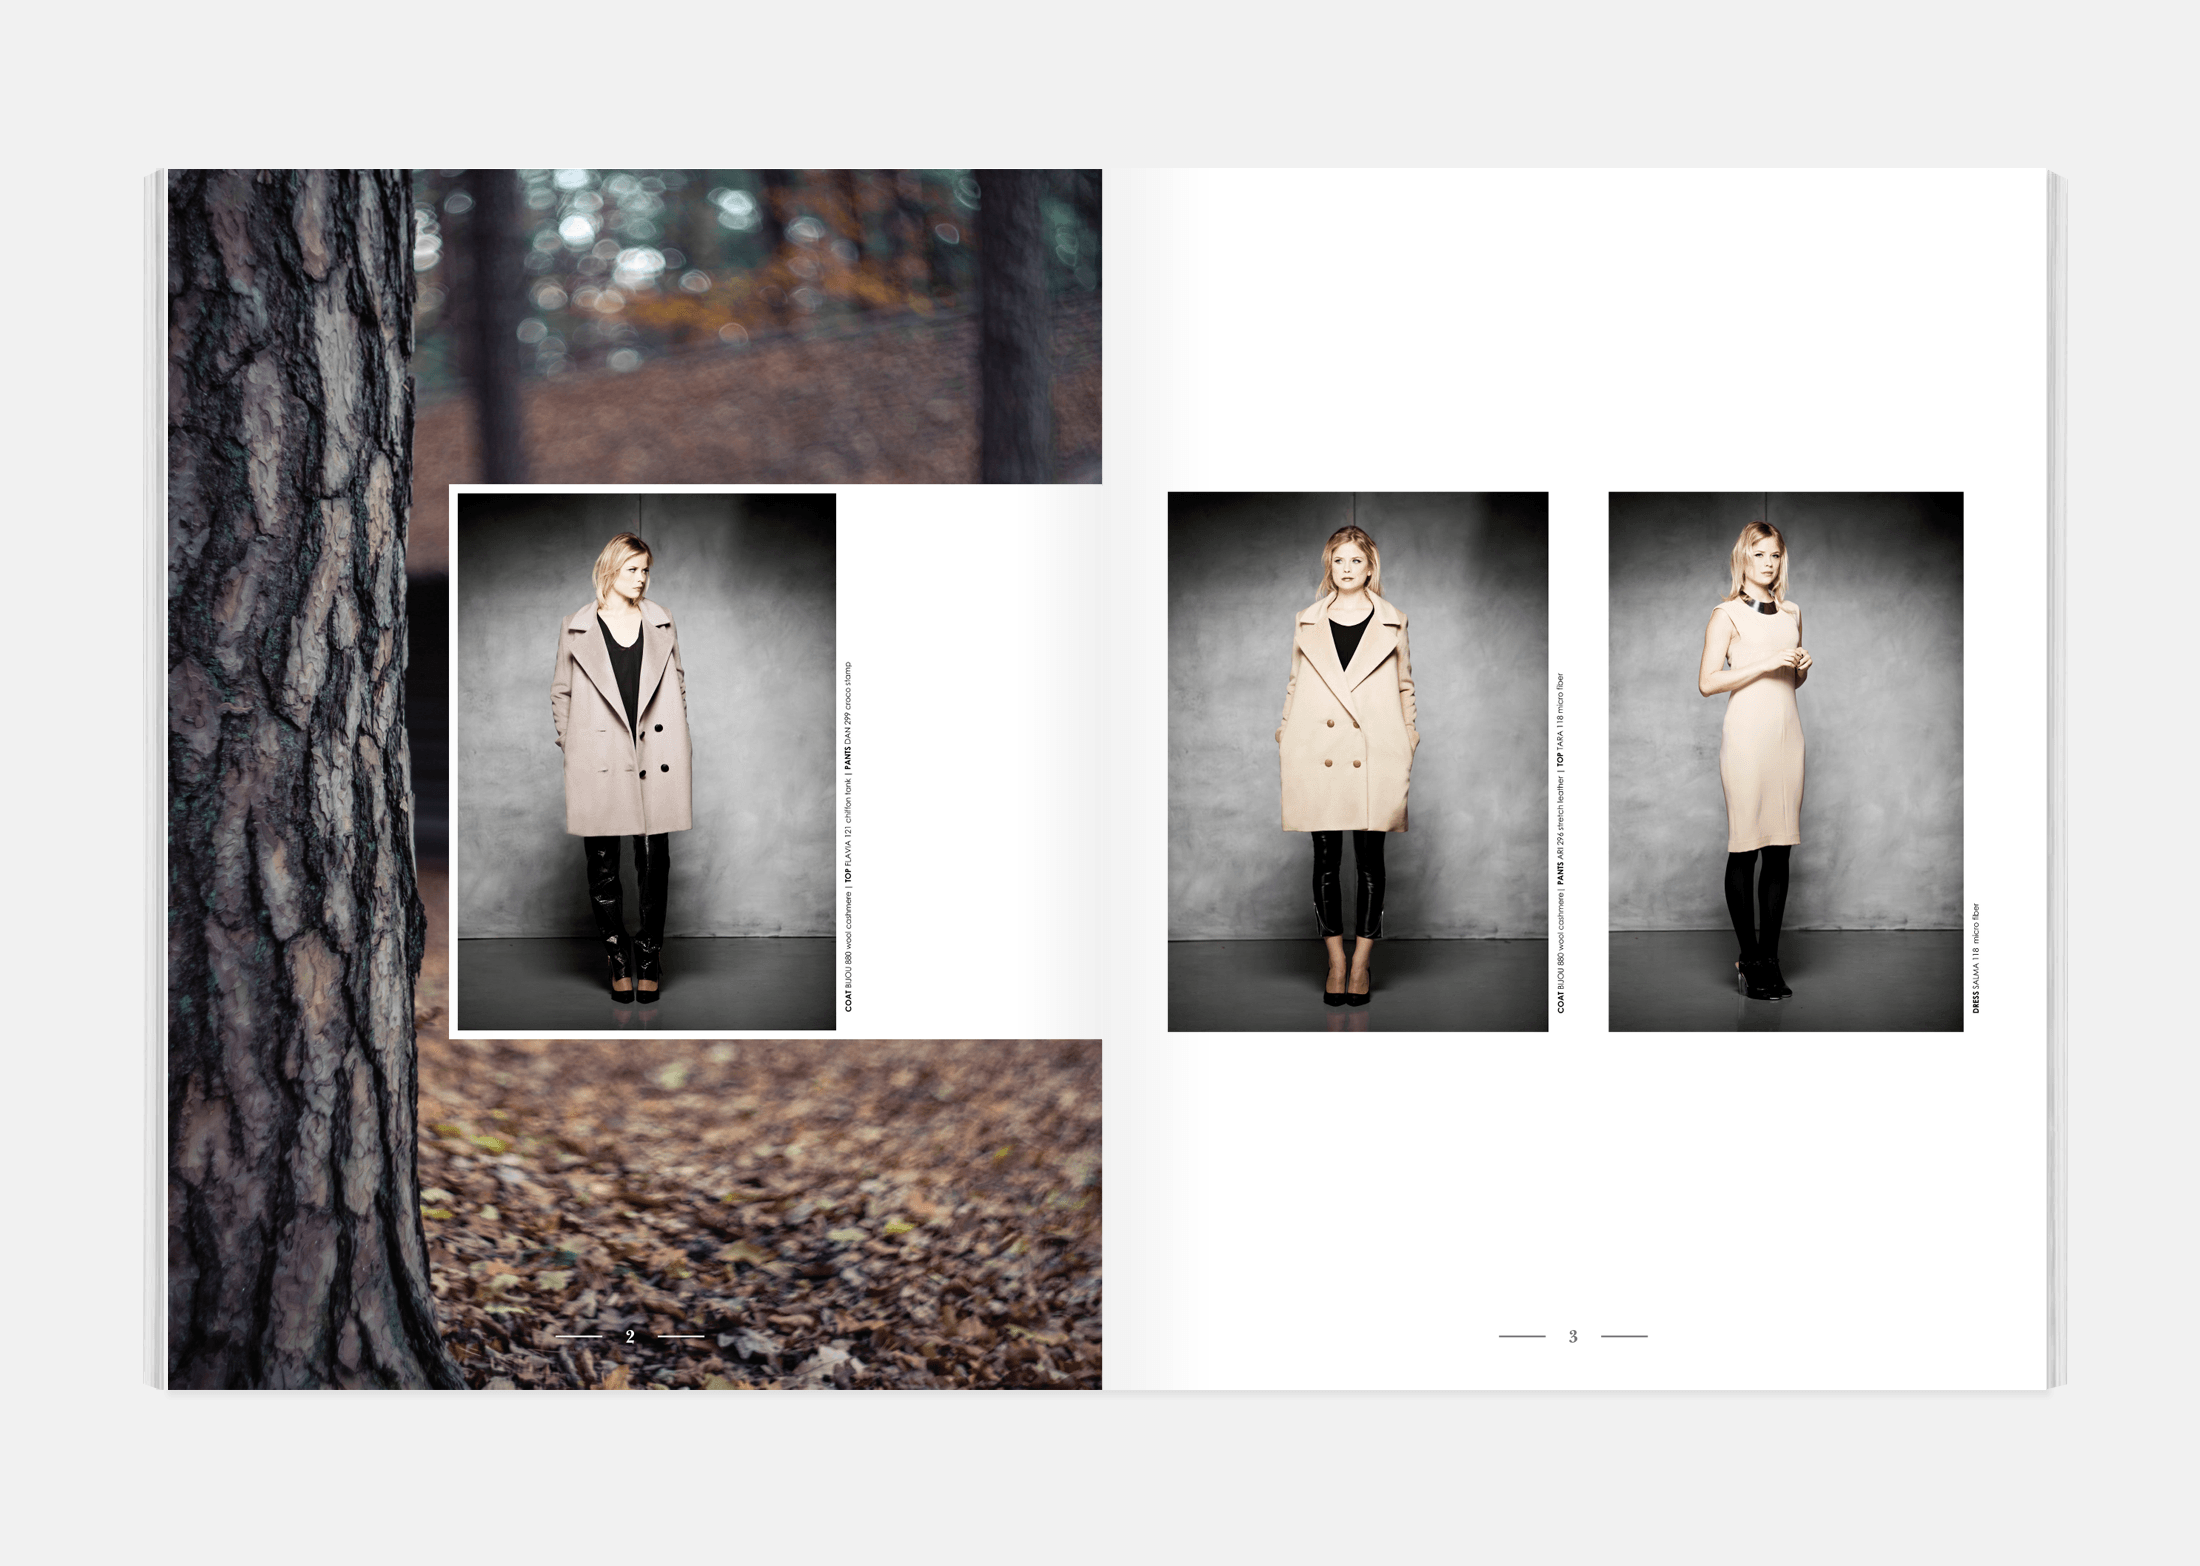 COAT BIJOU 880 wool cashmere | TOP FLAVIA 121 chiffon tank | PANTS DAN 299 croco stamp
2
COAT BIJOU 880 wool cashmere | PANTS ARI 296 stretch leather | TOP TARA 118 micro fiber
DRESS SALMA 118 micro fiber
3